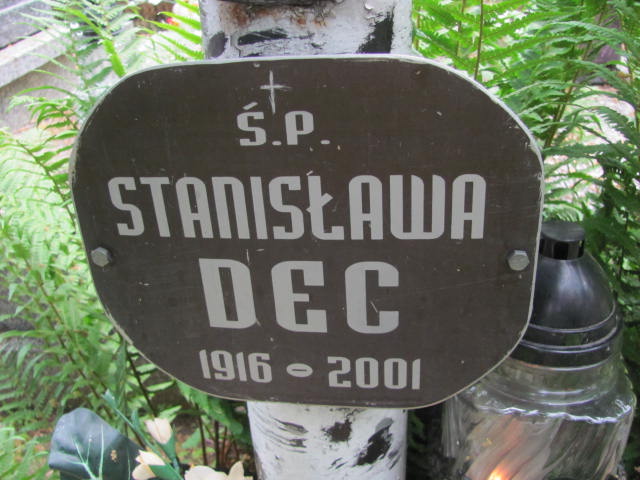 Ś.P.
STANISŁAWA
DEC
1916 - 2001